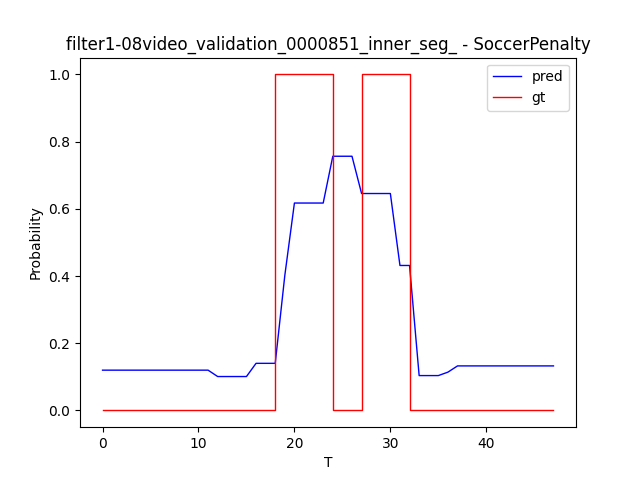 filter1-08video_validation_0000851_inner_seg_ - SoccerPenalty
pred
gt
1.0
0.8
0.6
0.4
0.2
0.0
Probability
0
10
20
30
40
T